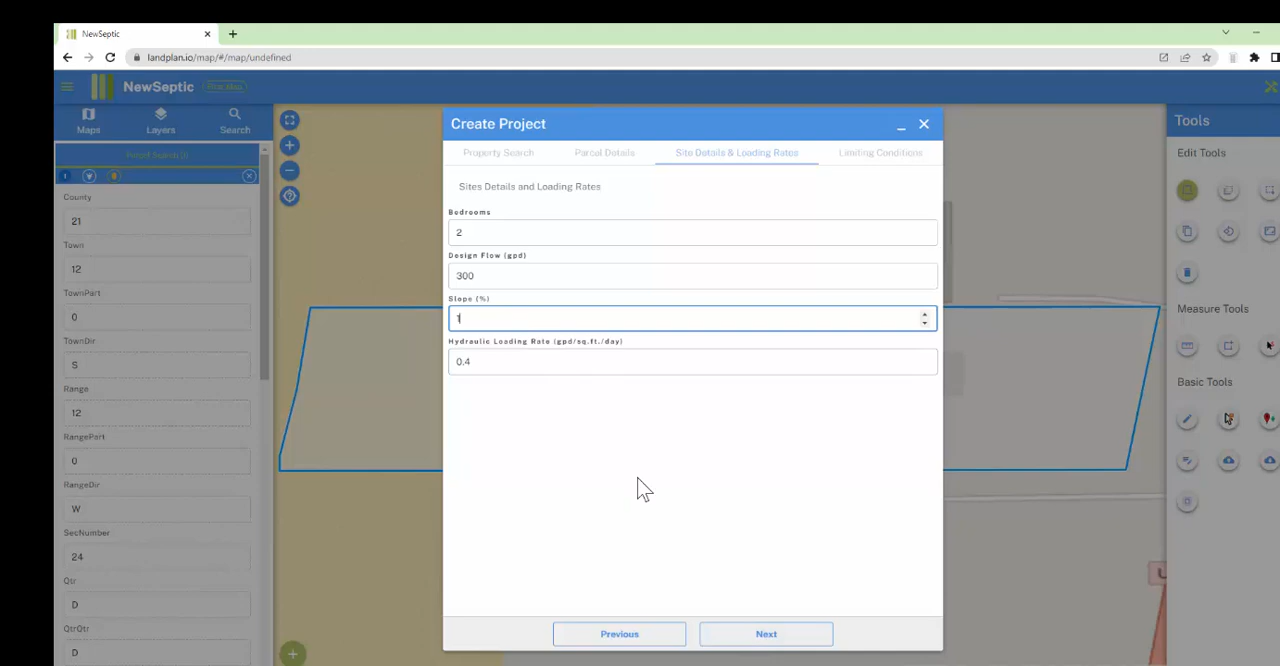 NewSeptic
landplan.io/map/#/map/undefined
NewSeptic
Maps
Layers
Search
County
21
Town
12
TownPart
0
TownDir
S
Range
12
RangePart
0
RangeDir
W
SecNumber
24
Qtr
D
QtrQtr
D
Create Project
Property Search
Parcel Details
Site Details & Loading Rates
Limiting Conditions
Sites Details and Loading Rates
Bedrooms
2
Design Flow (gpd)
300
Slope (%)
1
Hydraulic Loading Rate (gpd/sq.ft./day)
0.4
Previous
Next
Tools
Edit Tools
Measure Tools
Basic Tools